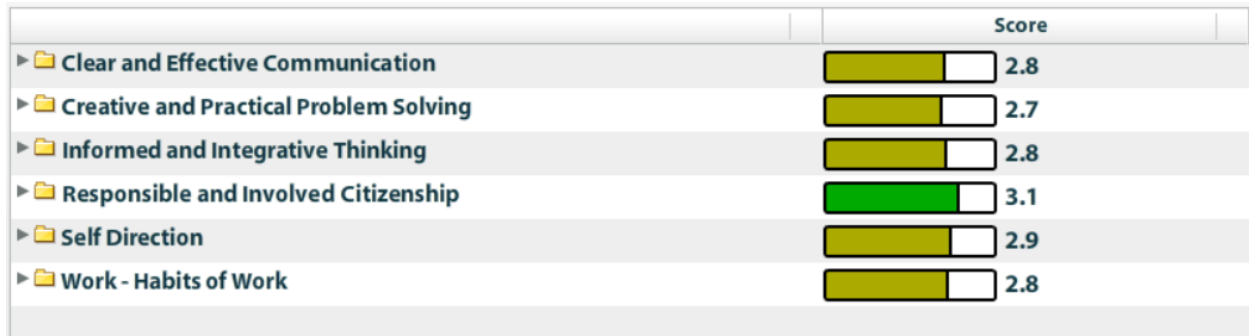 Score
Clear and Effective Communication 2.8
Creative and Practical Problem Solving 2.7
Informed and Integrative Thinking 2.8
Responsible and Involved Citizenship 3.1
Self Direction 2.9
Work - Habits of Work 2.8